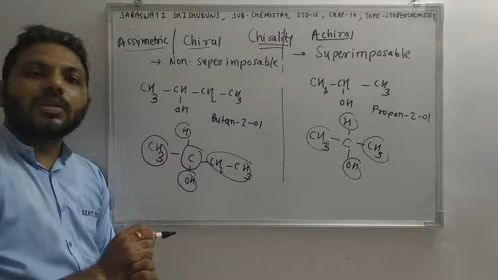 SARASWATI SHISHUKUNJ, SUB-CHEMISTRY, STD-12, CHAP-10, TOPIC-STEREOCHEMISTRY
Assymetric / Chiral
Chirality
Achiral
→ Non-superimposable
→ Superimposable
CH3 - CH - CH2 - CH3
OH
Butan-2-ol
H
CH3 - C - CH2 - CH3
OH
CH3 - CH - CH3
OH
Propan-2-ol
H
CH3 - C - CH3
OH